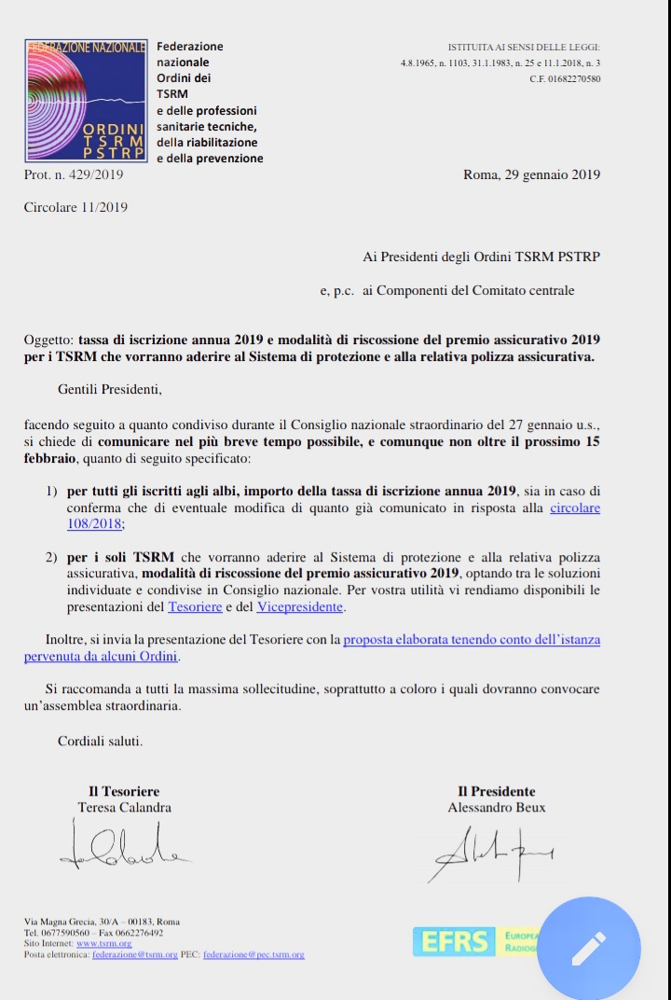 FEDERAZIONE NAZIONALE
ORDINI
TSRM
PSTRP
Federazione
nazionale
Ordini dei
TSRM
e delle professioni
sanitarie tecniche,
della riabilitazione
e della prevenzione
ISTITUITA AI SENSI DELLE LEGGI:
4.8.1965, n. 1103, 31.1.1983, n. 25 e 11.1.2018, n. 3
C.F. 01682270580
Prot. n. 429/2019
Roma, 29 gennaio 2019
Circolare 11/2019
Ai Presidenti degli Ordini TSRM PSTRP
e, p.c. ai Componenti del Comitato centrale
Oggetto: tassa di iscrizione annua 2019 e modalità di riscossione del premio assicurativo 2019
per i TSRM che vorranno aderire al Sistema di protezione e alla relativa polizza assicurativa.
Gentili Presidenti,
facendo seguito a quanto condiviso durante il Consiglio nazionale straordinario del 27 gennaio u.s.,
si chiede di comunicare nel più breve tempo possibile, e comunque non oltre il prossimo 15
febbraio, quanto di seguito specificato:
1) per tutti gli iscritti agli albi, importo della tassa di iscrizione annua 2019, sia in caso di
conferma che di eventuale modifica di quanto già comunicato in risposta alla circolare
108/2018;
2) per i soli TSRM che vorranno aderire al Sistema di protezione e alla relativa polizza
assicurativa, modalità di riscossione del premio assicurativo 2019, optando tra le soluzioni
individuate e condivise in Consiglio nazionale. Per vostra utilità vi rendiamo disponibili le
presentazioni del Tesoriere e del Vicepresidente.
Inoltre, si invia la presentazione del Tesoriere con la proposta elaborata tenendo conto dell'istanza
pervenuta da alcuni Ordini.
Si raccomanda a tutti la massima sollecitudine, soprattutto a coloro i quali dovranno convocare
un'assemblea straordinaria.
Cordiali saluti.
Il Tesoriere
Teresa Calandra
Il Presidente
Alessandro Beux
Via Magna Grecia, 30/A – 00183, Roma
Tel. 0677590560 – Fax 0662276492
Sito Internet: www.tsrm.org
Posta elettronica: federazione@tsrm.org PEC: federazione@pec.tsrm.org
EFRS